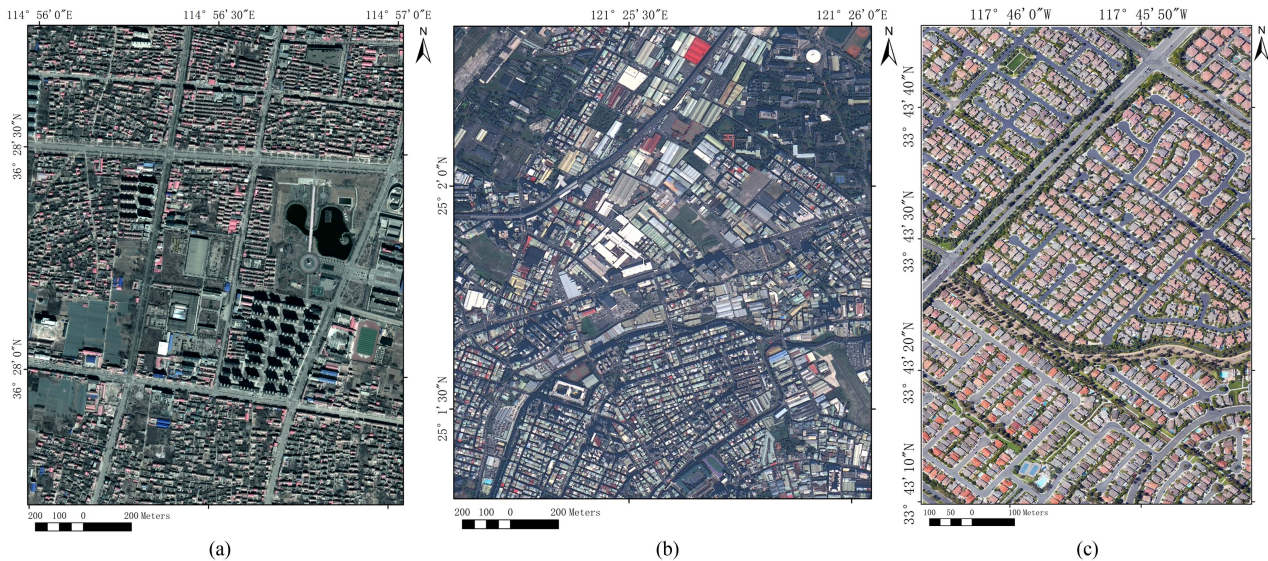 114° 56′ 0″E 114° 56′ 30″E 114° 57′ 0″E
N
36° 28′ 30″N
36° 28′ 0″N
200 100 0 200 Meters
(a)
121° 25′ 30″E 121° 26′ 0″E
N
25° 2′ 0″N
25° 1′ 30″N
200 100 0 200 Meters
(b)
117° 46′ 0″W 117° 45′ 50″W
N
33° 43′ 40″N
33° 43′ 30″N
33° 43′ 20″N
33° 43′ 10″N
100 50 0 100 Meters
(c)